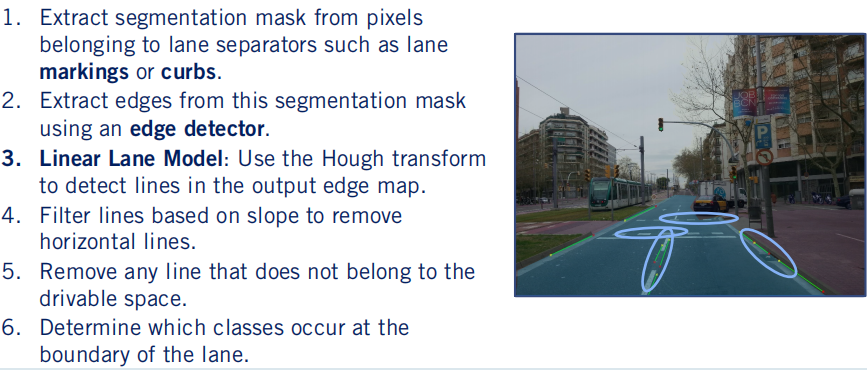 1. Extract segmentation mask from pixels
belonging to lane separators such as lane
markings or curbs.
2. Extract edges from this segmentation mask
using an edge detector.
3. Linear Lane Model: Use the Hough transform
to detect lines in the output edge map.
4. Filter lines based on slope to remove
horizontal lines.
5. Remove any line that does not belong to the
drivable space.
6. Determine which classes occur at the
boundary of the lane.
P